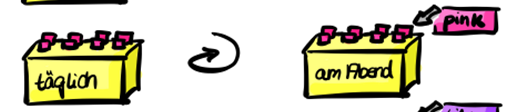 pink
täglich
am Abend